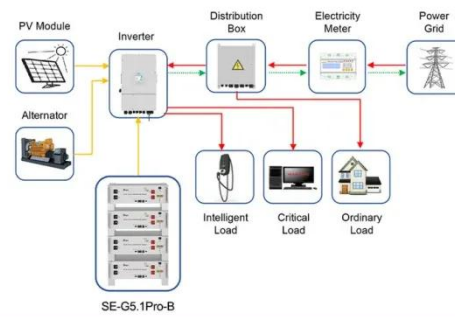 PV Module
Inverter
Distribution
Box
Electricity
Meter
Power
Grid
Alternator
Intelligent
Load
Critical
Load
Ordinary
Load
SE-G5.1Pro-B